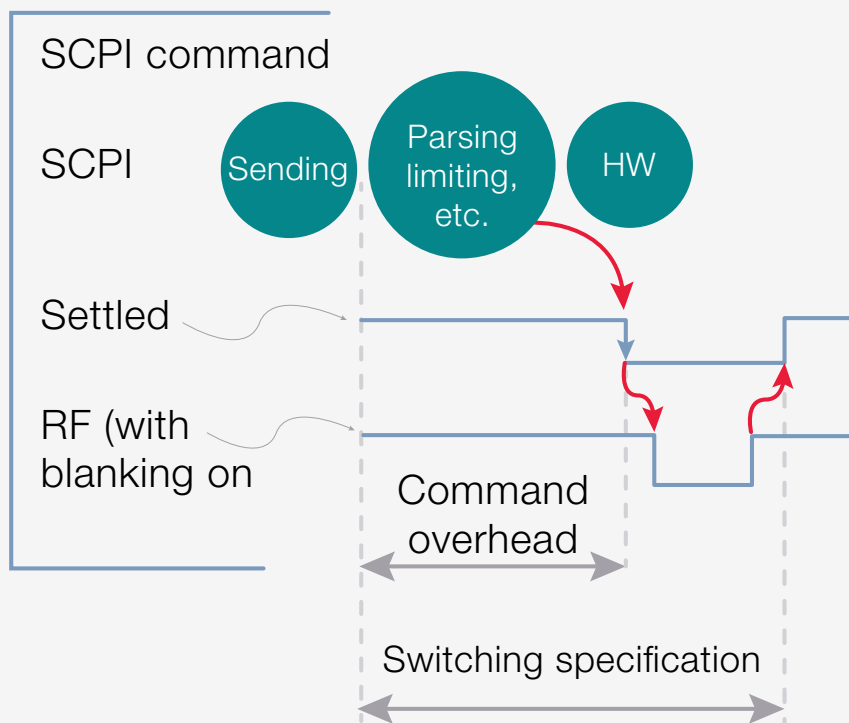 SCPI command
SCPI
Sending
Parsing
limiting,
etc.
HW
Settled
RF (with
blanking on
Command
overhead
Switching specification